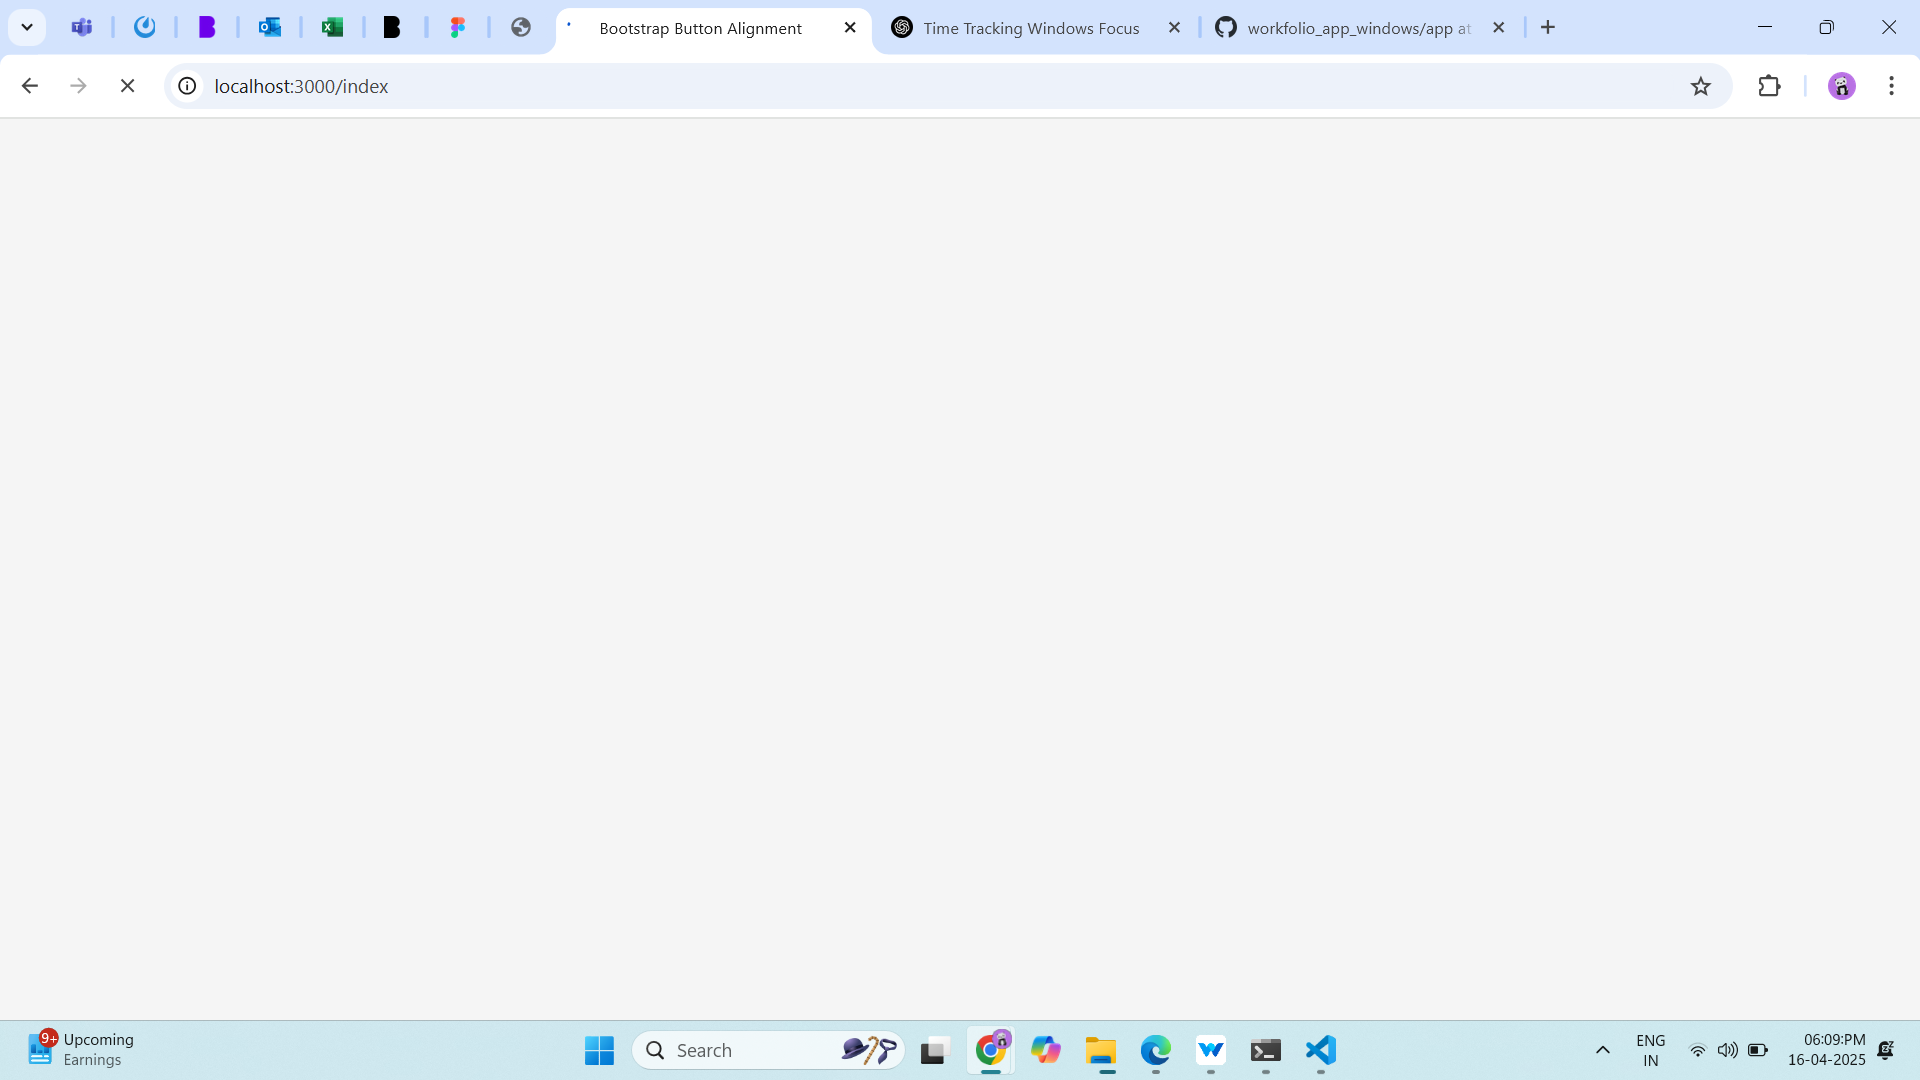 Bootstrap Button Alignment
Time Tracking Windows Focus
workfolio_app_windows/app at
localhost:3000/index
9+
Upcoming
Earnings
Search
ENG
IN
06:09:PM
16-04-2025